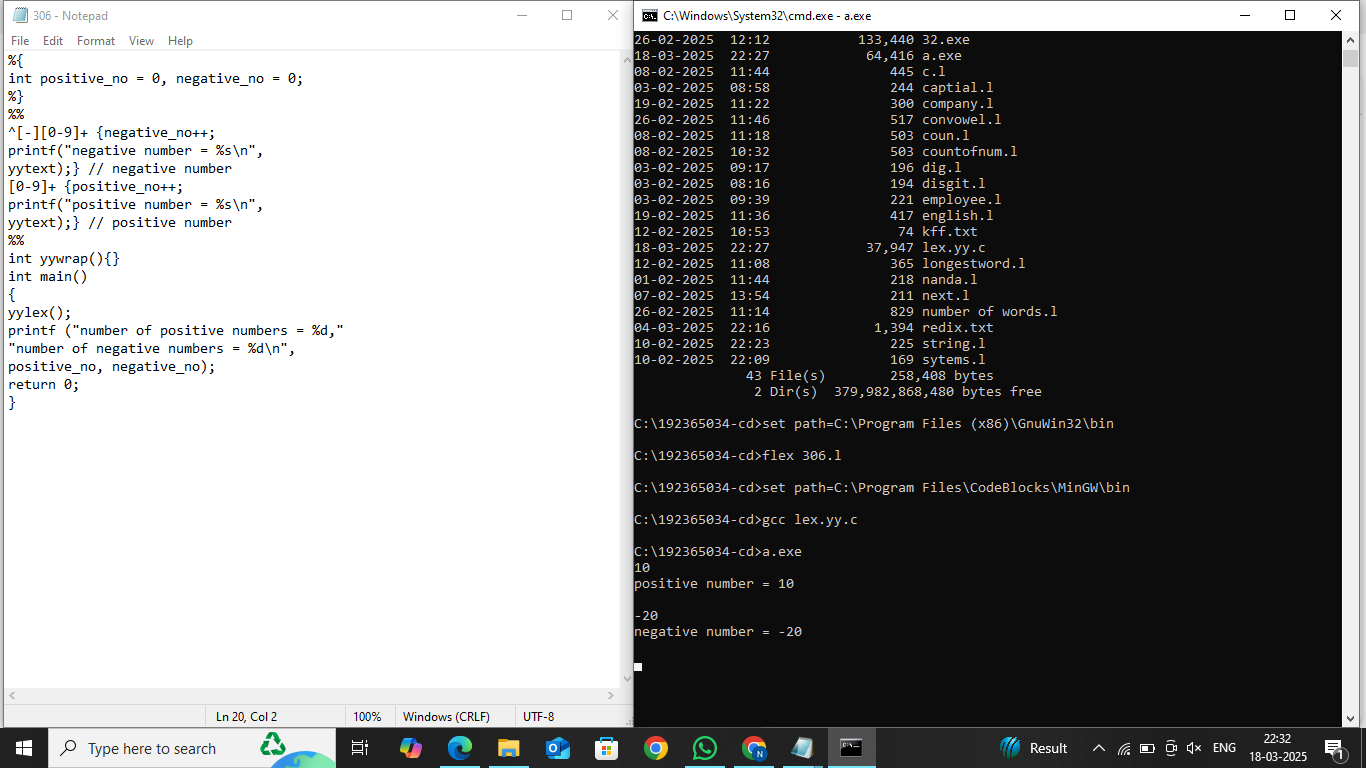 306 - Notepad
File Edit Format View Help
%{
int positive_no = 0, negative_no = 0;
%}
%%
^[-][0-9]+ {negative_no++;
printf("negative number = %s\n",
yytext);} // negative number
[0-9]+ {positive_no++;
printf("positive number = %s\n",
yytext);} // positive number
%%
int yywrap(){}
int main()
{
yylex();
printf ("number of positive numbers = %d,"
"number of negative numbers = %d\n",
positive_no, negative_no);
return 0;
}
Ln 20, Col 2 100% Windows (CRLF) UTF-8
C:\Windows\System32\cmd.exe - a.exe
26-02-2025 12:12 133,440 32.exe
18-03-2025 22:27 64,416 a.exe
08-02-2025 11:44 445 c.l
03-02-2025 08:58 244 captial.l
19-02-2025 11:22 300 company.l
26-02-2025 11:46 517 convowel.l
08-02-2025 11:18 503 coun.l
08-02-2025 10:32 503 countofnum.l
03-02-2025 09:17 196 dig.l
03-02-2025 08:16 194 disgit.l
03-02-2025 09:39 221 employee.l
19-02-2025 11:36 417 english.l
12-02-2025 10:53 74 kff.txt
18-03-2025 22:27 37,947 lex.yy.c
12-02-2025 11:08 365 longestword.l
01-02-2025 11:44 218 nanda.l
07-02-2025 13:54 211 next.l
26-02-2025 11:14 829 number of words.l
04-03-2025 22:16 1,394 redix.txt
10-02-2025 22:23 225 string.l
10-02-2025 22:09 169 sytems.l
43 File(s) 258,408 bytes
2 Dir(s) 379,982,868,480 bytes free
C:\192365034-cd>set path=C:\Program Files (x86)\GnuWin32\bin
C:\192365034-cd>flex 306.l
C:\192365034-cd>set path=C:\Program Files\CodeBlocks\MinGW\bin
C:\192365034-cd>gcc lex.yy.c
C:\192365034-cd>a.exe
10
positive number = 10
-20
negative number = -20
Type here to search
N
Result
ENG
22:32
18-03-2025
1